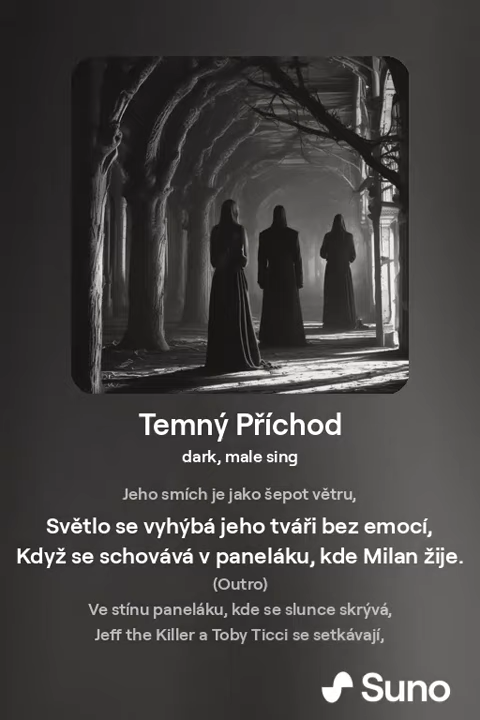 Temný Příchod
dark, male sing
Jeho smích je jako šepot větru,
Světlo se vyhýbá jeho tváři bez emocí,
Když se schovává v paneláku, kde Milan žije.
(Outro)
Ve stínu paneláku, kde se slunce skrývá,
Jeff the Killer a Toby Ticci se setkávají,
Suno